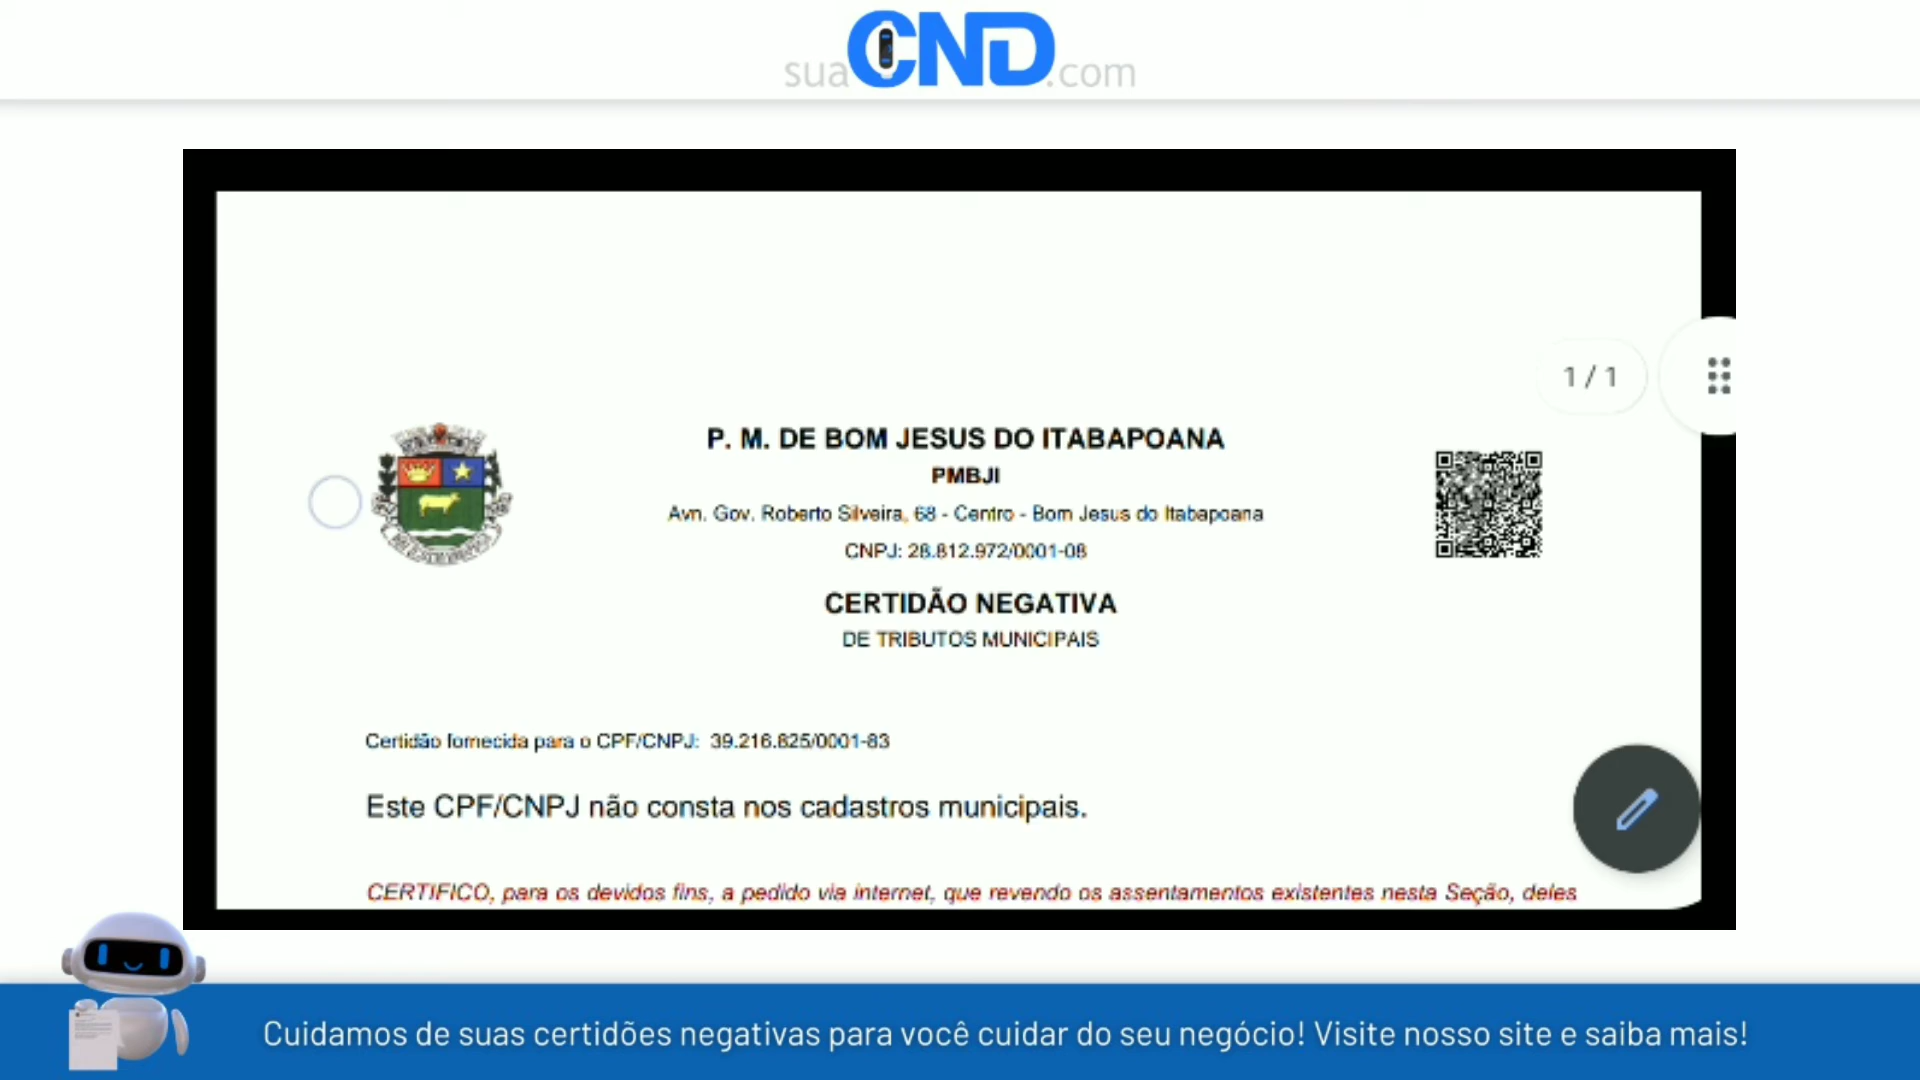 suaCND.com
P. M. DE BOM JESUS DO ITABAPOANA
PMBJI
Avn. Gov. Roberto Silveira, 68 - Centro - Bom Jesus do Itabapoana
CNPJ: 28.812.972/0001-08
CERTIDÃO NEGATIVA
DE TRIBUTOS MUNICIPAIS
1 / 1
Certidão fornecida para o CPF/CNPJ: 39.216.825/0001-83
Este CPF/CNPJ não consta nos cadastros municipais.
CERTIFICO, para os devidos fins, a pedido via internet, que revendo os assentamentos existentes nesta Seção, deles
Cuidamos de suas certidões negativas para você cuidar do seu negócio! Visite nosso site e saiba mais!